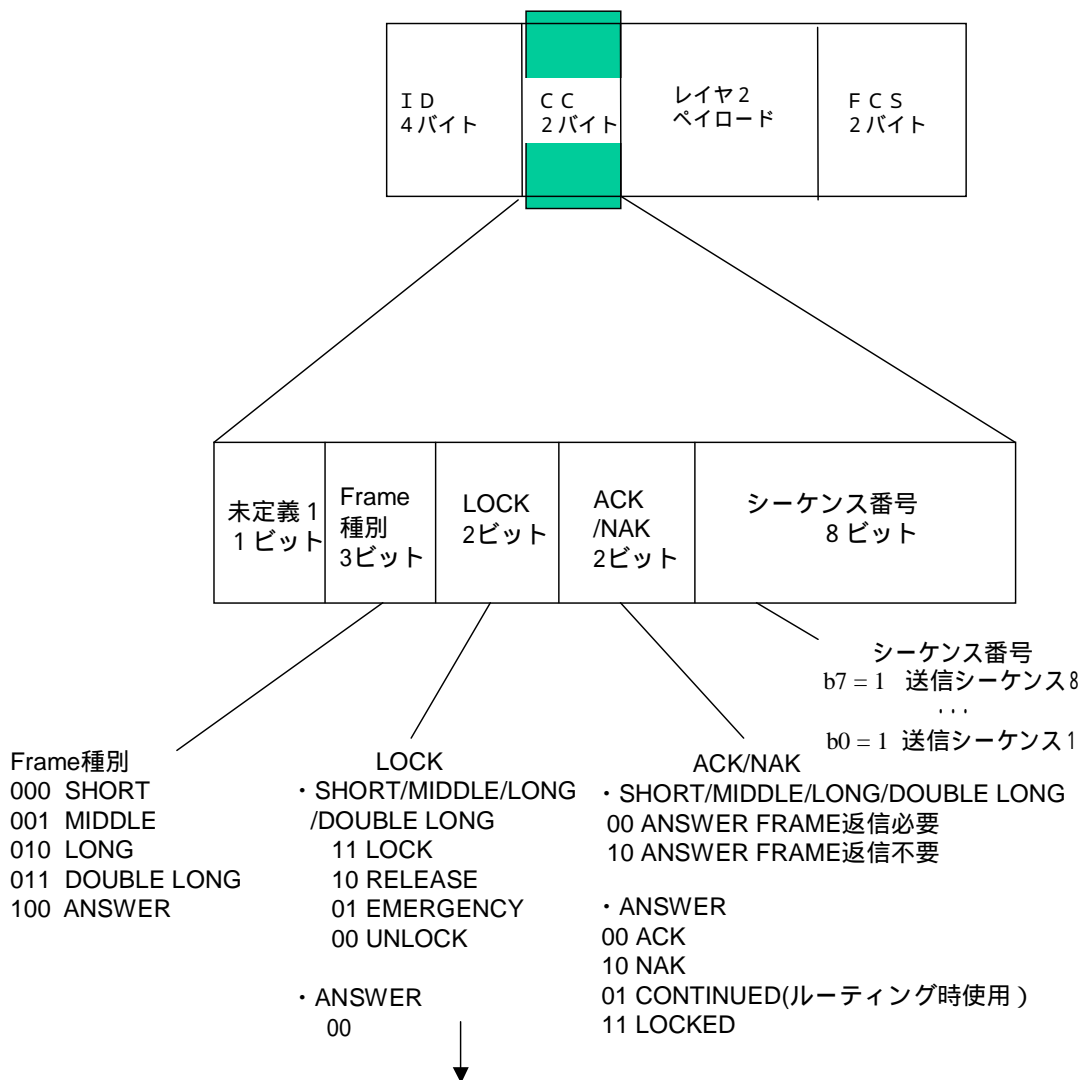 ＩＤ
４バイト
ＣＣ
２バイト
レイヤ２
ペイロード
ＦＣＳ
２バイト
未定義１
１ビット
Frame
種別
3ビット
LOCK
2ビット
ACK
/NAK
2ビット
シーケンス番号
８ビット
シーケンス番号
b7 = 1 送信シーケンス8
...
b0 = 1 送信シーケンス1
Frame種別
000 SHORT
001 MIDDLE
010 LONG
011 DOUBLE LONG
100 ANSWER
LOCK
・SHORT/MIDDLE/LONG
/DOUBLE LONG
11 LOCK
10 RELEASE
01 EMERGENCY
00 UNLOCK
・ANSWER
00
ACK/NAK
・SHORT/MIDDLE/LONG/DOUBLE LONG
00 ANSWER FRAME返信必要
10 ANSWER FRAME返信不要
・ANSWER
00 ACK
10 NAK
01 CONTINUED(ルーティング時使用）
11 LOCKED